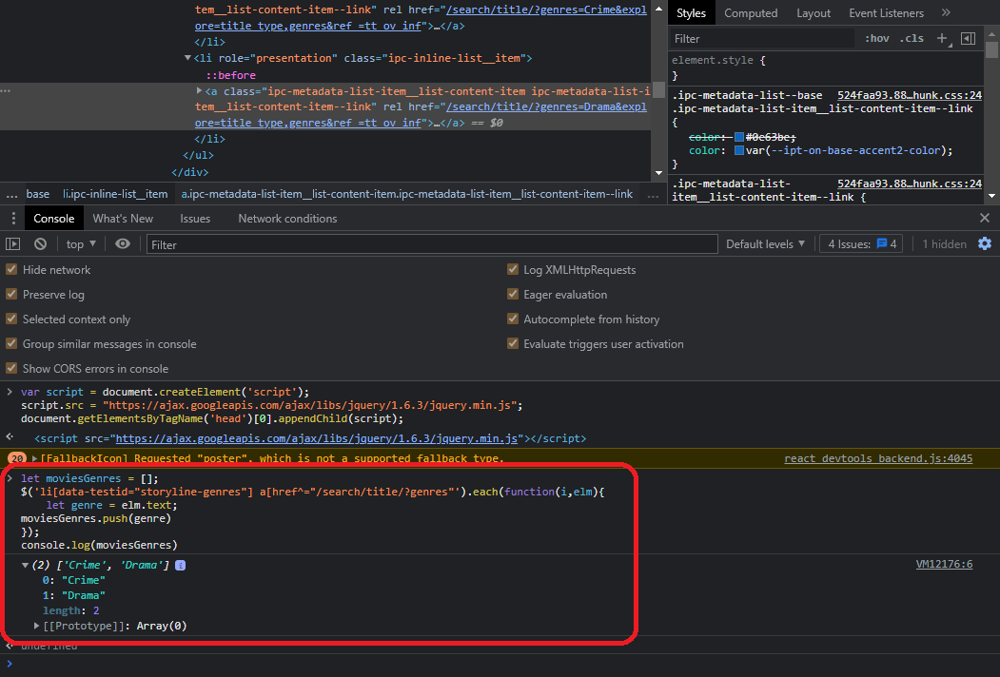 tem__list-content-item--link" rel href="/search/title/?genres=Crime&expl
ore=title_type,genres&ref_=tt_ov_inf">…</a>
</li>
▼<li role="presentation" class="ipc-inline-list__item">
::before
▶<a class="ipc-metadata-list-item__list-content-item ipc-metadata-list-i
tem__list-content-item--link" rel href="/search/title/?genres=Drama&expl
ore=title_type,genres&ref_=tt_ov_inf">…</a> == $0
</li>
</ul>
</div>
... base li.ipc-inline-list__item a.ipc-metadata-list-item__list-content-item.ipc-metadata-list-item__list-content-item--link ...
Styles Computed Layout Event Listeners »
Filter :hov .cls +
element.style {
}
.ipc-metadata-list--base 524faa93.88…hunk.css:24
.ipc-metadata-list-item__list-content-item--link
{
color: #0e63be;
color: var(--ipt-on-base-accent2-color);
}
.ipc-metadata-list- 524faa93.88…hunk.css:24
item__list-content-item--link {
Console What's New Issues Network conditions
top ▼ Filter Default levels ▼ 4 Issues: 4 1 hidden
Hide network
Log XMLHttpRequests
Preserve log
Eager evaluation
Selected context only
Autocomplete from history
Group similar messages in console
Evaluate triggers user activation
Show CORS errors in console
> var script = document.createElement('script');
script.src = "https://ajax.googleapis.com/ajax/libs/jquery/1.6.3/jquery.min.js";
document.getElementsByTagName('head')[0].appendChild(script);
<script src="https://ajax.googleapis.com/ajax/libs/jquery/1.6.3/jquery.min.js"></script>
20 ▶[FallbackIcon] Requested "poster", which is not a supported fallback type. react_devtools_backend.js:4045
> let moviesGenres = [];
$('li[data-testid="storyline-genres"] a[href^="/search/title/?genres"').each(function(i,elm){
let genre = elm.text;
moviesGenres.push(genre)
});
console.log(moviesGenres)
▼(2) ['Crime', 'Drama'] i VM12176:6
0: "Crime"
1: "Drama"
length: 2
▶[[Prototype]]: Array(0)
undefined
>